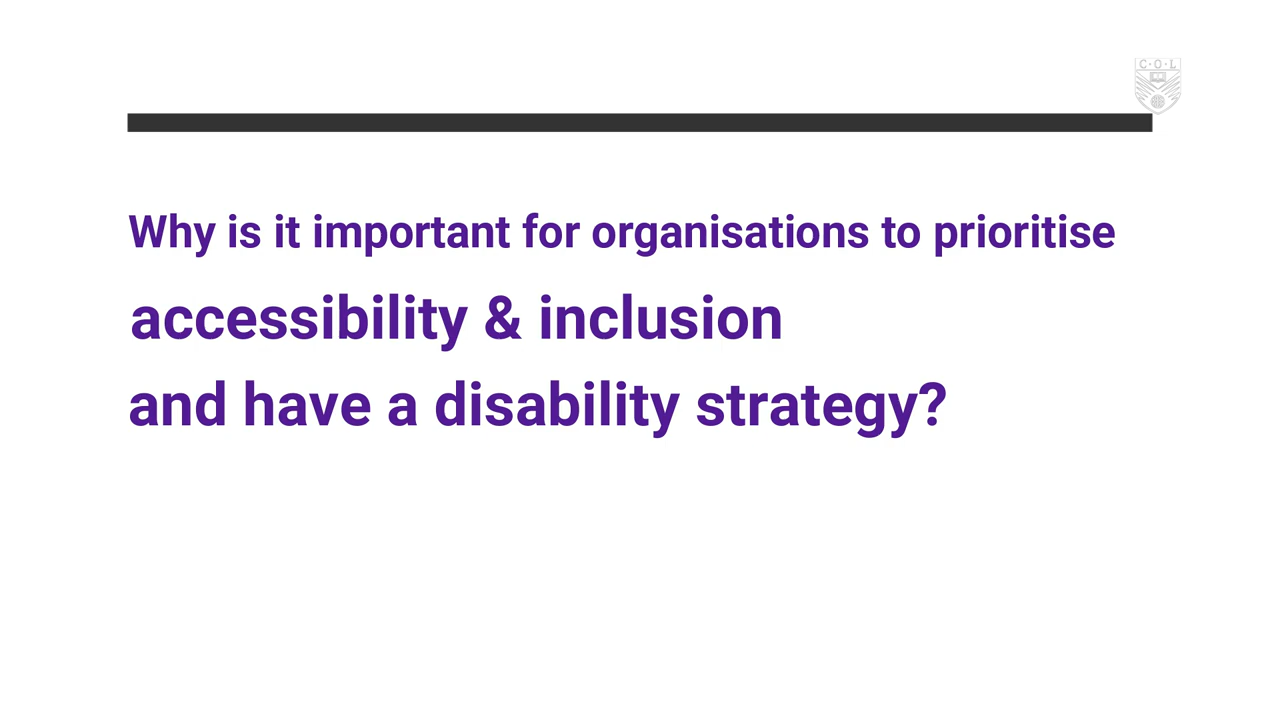 C·O·L
Why is it important for organisations to prioritise
accessibility & inclusion
and have a disability strategy?